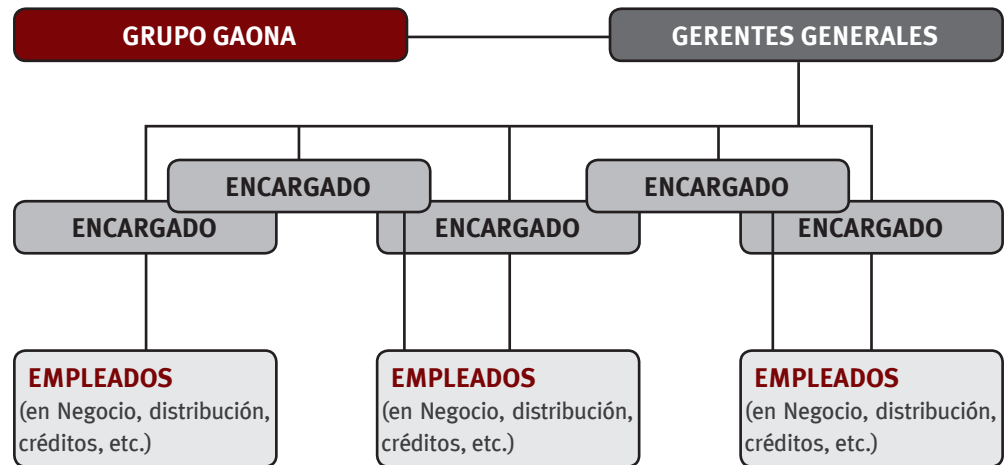 GRUPO GAONA
GERENTES GENERALES
ENCARGADO
ENCARGADO
ENCARGADO
ENCARGADO
ENCARGADO
EMPLEADOS
(en Negocio, distribución,
créditos, etc.)
EMPLEADOS
(en Negocio, distribución,
créditos, etc.)
EMPLEADOS
(en Negocio, distribución,
créditos, etc.)